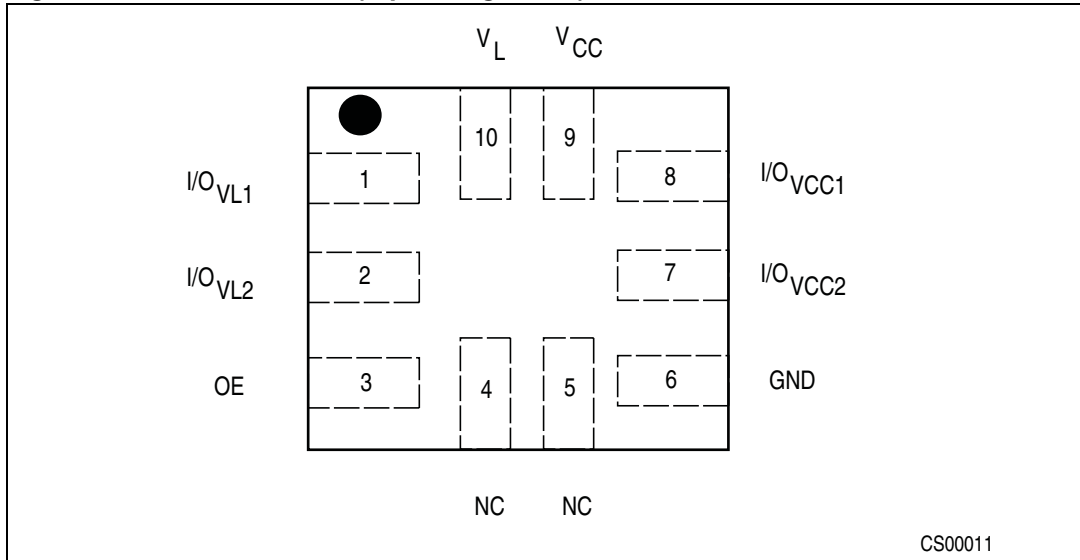 V_L V_CC
10 9
I/O_VL1 1 8 I/O_VCC1
I/O_VL2 2 7 I/O_VCC2
OE 3 4 5 6 GND
NC NC
CS00011